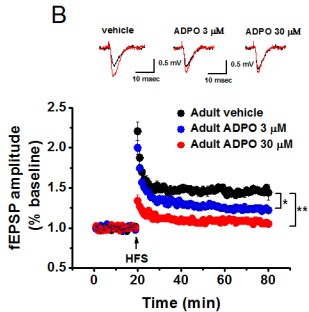 B
vehicle ADPO 3 μM ADPO 30 μM
0.5 mV 0.5 mV 0.5 mV
10 msec 10 msec 10 msec
2.5
2.0
1.5
1.0
0.5
fEPSP amplitude
(% baseline)
Adult vehicle
Adult ADPO 3 μM
Adult ADPO 30 μM
* **
HFS
0 20 40 60 80 100
Time (min)